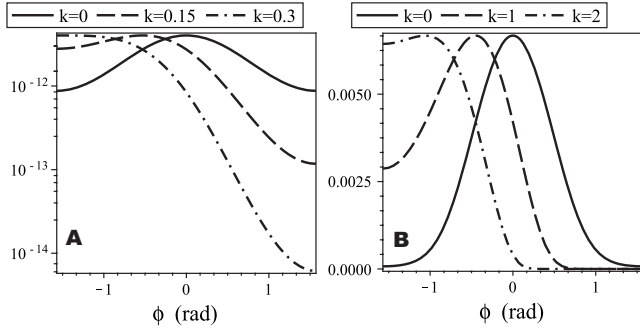 k=0 k=0.15 k=0.3
10⁻¹²
10⁻¹³
10⁻¹⁴
A
-1 0 1
ϕ (rad)
k=0 k=1 k=2
0.0050
0.0025
0.0000
B
-1 0 1
ϕ (rad)